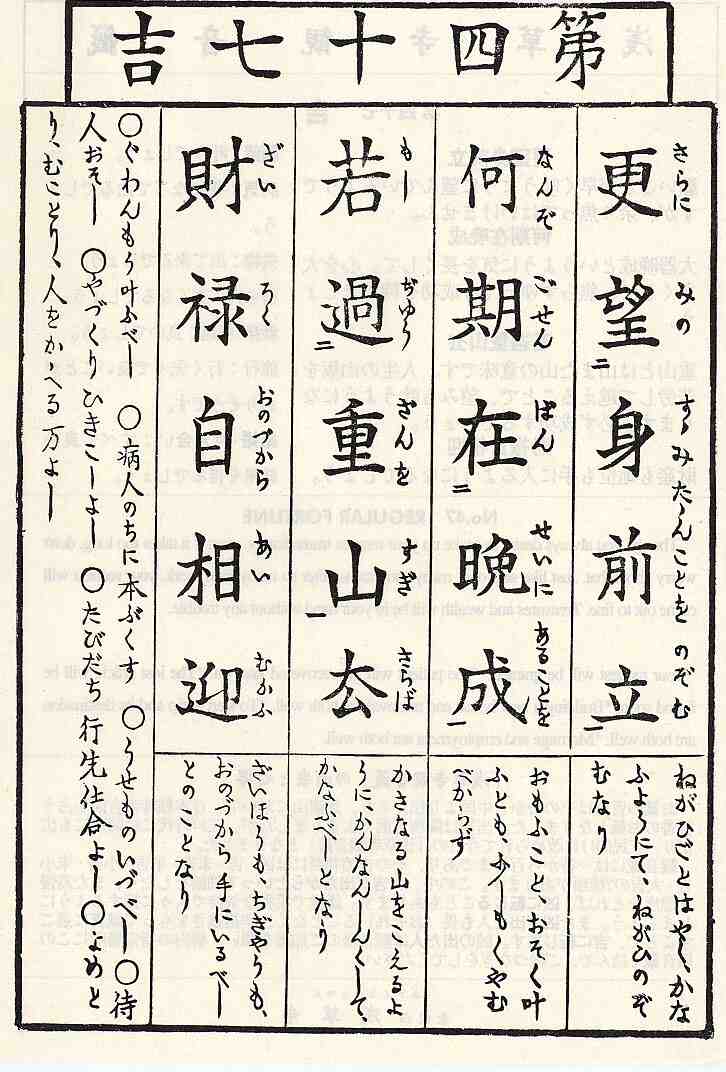 第四十七吉
さらに みの すゝみたゝんことを のぞむ
更望二身前立一
ねがひごとはやくかな
ふようにて ねがひのぞ
むなり
なんぞ ごせん ばん せいに あることを
何期在二晩成一
おもふこと、おそく叶
ふとも少しもくやむ
べからず
もし ぢゆう ざんを すぎ さらば
若過二重山一厺
かさなる山をこえるよ
うに、かんなんしんくして、
かなふべしとなり
ざい ろく おのづから あい むかふ
財禄自相迎
ざいほうも、ちぎやうも、
おのづから手にいるべし
とのことなり
○ぐわんもう叶ふべし ○病人のちに本ぶくす ○うせものいづべし ○待
人おそし ○やづくりひきこしよし ○たびだち行先仕合よし ○よめと
り、むことり、人をかゝへる万よし